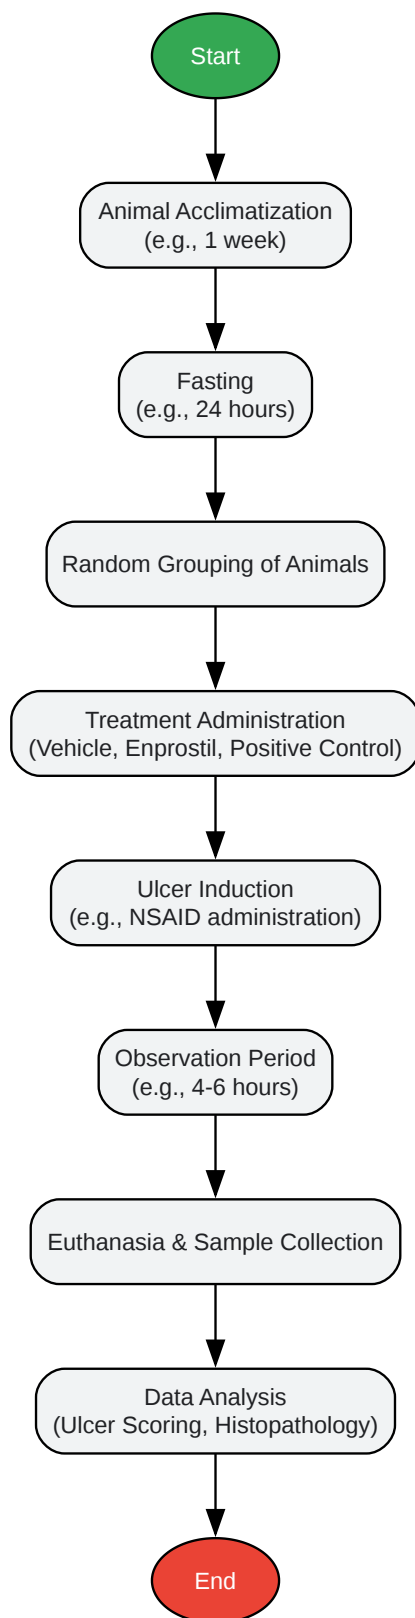 Start
Animal Acclimatization
(e.g., 1 week)
Fasting
(e.g., 24 hours)
Random Grouping of Animals
Treatment Administration
(Vehicle, Enprostil, Positive Control)
Ulcer Induction
(e.g., NSAID administration)
Observation Period
(e.g., 4-6 hours)
Euthanasia & Sample Collection
Data Analysis
(Ulcer Scoring, Histopathology)
End